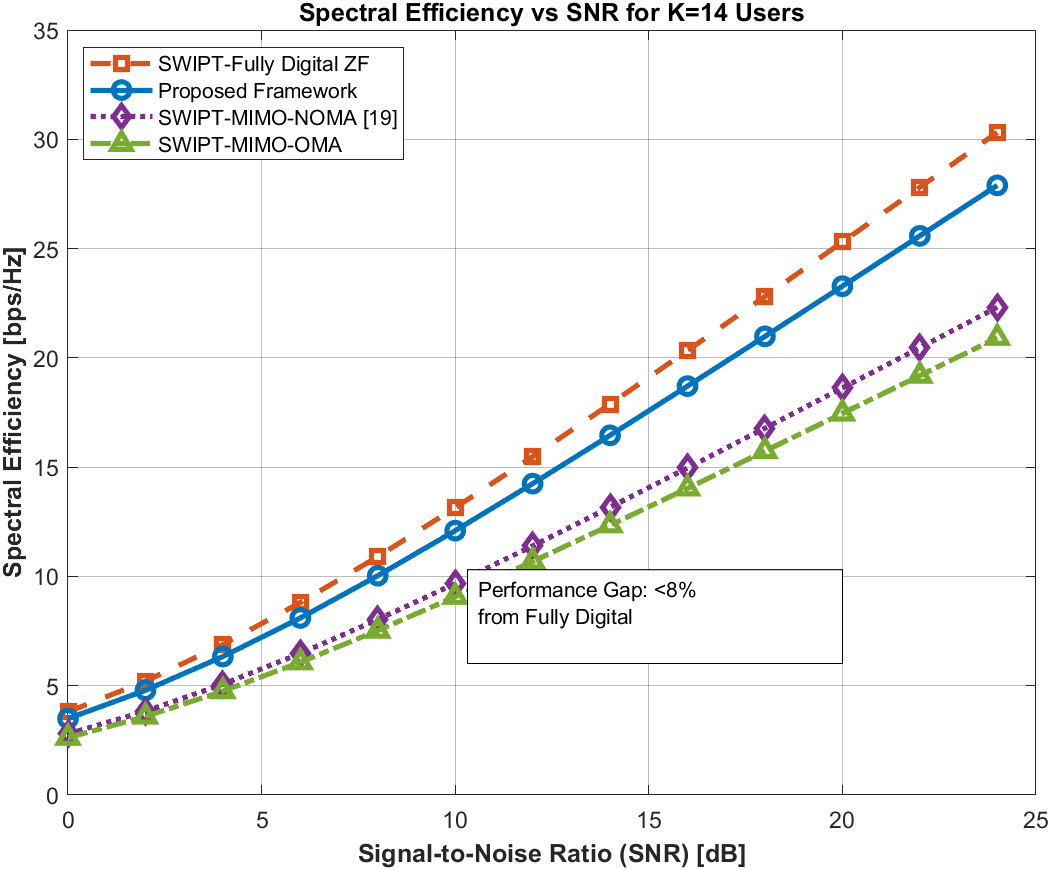 Spectral Efficiency vs SNR for K=14 Users
35
30
25
20
15
10
5
0
Spectral Efficiency [bps/Hz]
SWIPT-Fully Digital ZF
Proposed Framework
SWIPT-MIMO-NOMA [19]
SWIPT-MIMO-OMA
Performance Gap: <8%
from Fully Digital
0 5 10 15 20 25
Signal-to-Noise Ratio (SNR) [dB]